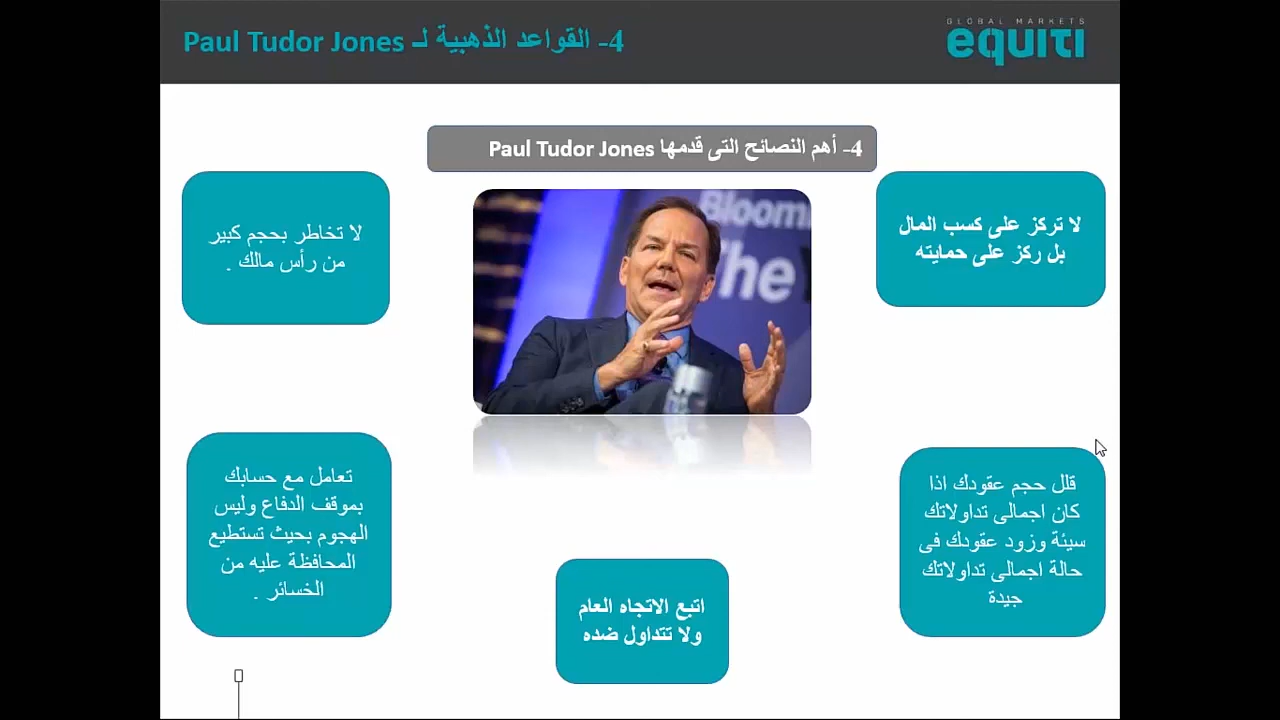 4- القواعد الذهبية لـ Paul Tudor Jones
GLOBAL MARKETS
equiti
4- أهم النصائح التى قدمها Paul Tudor Jones
لا تركز على كسب المال
بل ركز على حمايته
لا تخاطر بحجم كبير
من رأس مالك .
Bloom
The
قلل حجم عقودك اذا
كان اجمالى تداولاتك
سيئة وزود عقودك فى
حالة اجمالى تداولاتك
جيدة
تعامل مع حسابك
بموقف الدفاع وليس
الهجوم بحيث تستطيع
المحافظة عليه من
الخسائر .
اتبع الاتجاه العام
ولا تتداول ضده